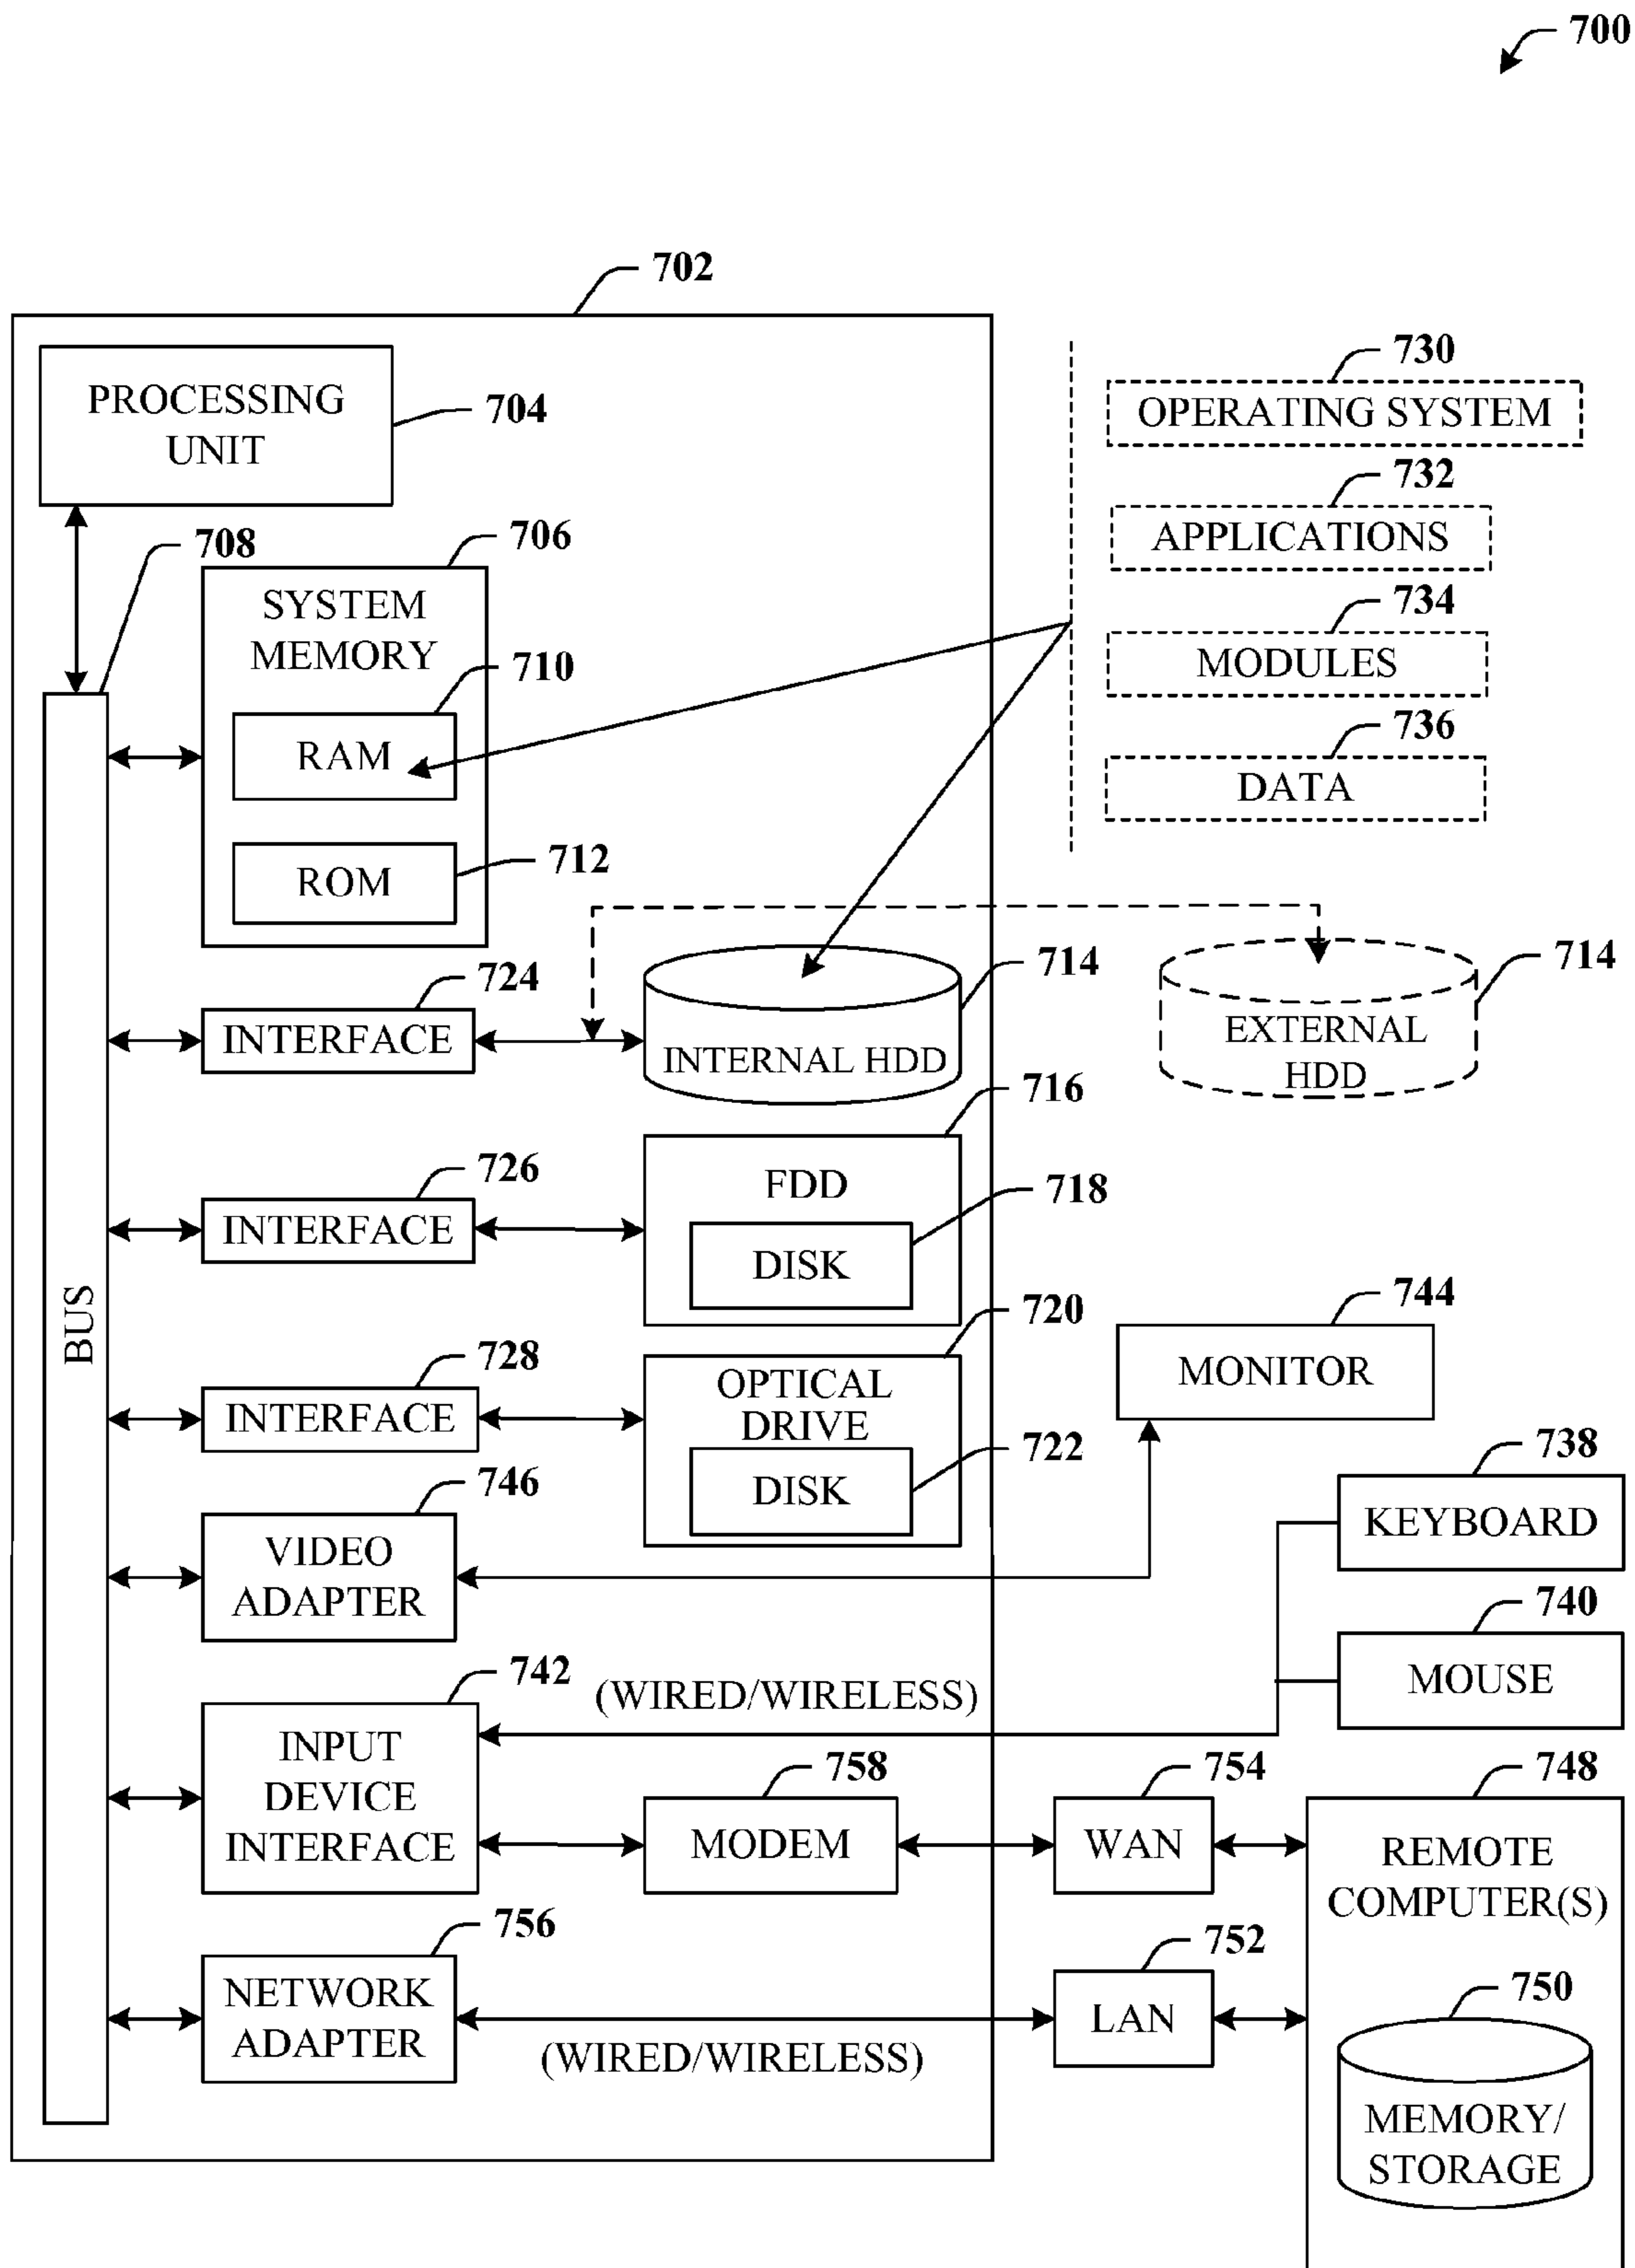 700
702
PROCESSING
UNIT
704
730
OPERATING SYSTEM
732
APPLICATIONS
734
MODULES
736
DATA
708
706
SYSTEM
MEMORY
710
RAM
712
ROM
724
INTERFACE
714
INTERNAL HDD
714
EXTERNAL
HDD
716
726
INTERFACE
FDD
718
DISK
BUS
720
728
INTERFACE
OPTICAL
DRIVE
722
DISK
744
MONITOR
738
KEYBOARD
746
VIDEO
ADAPTER
740
MOUSE
742
(WIRED/WIRELESS)
INPUT
DEVICE
INTERFACE
758
MODEM
754
WAN
748
REMOTE
COMPUTER(S)
756
NETWORK
ADAPTER
(WIRED/WIRELESS)
752
LAN
750
MEMORY/
STORAGE